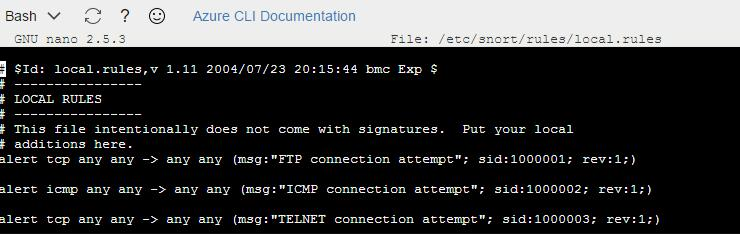 Bash ? Azure CLI Documentation
GNU nano 2.5.3 File: /etc/snort/rules/local.rules
# $Id: local.rules,v 1.11 2004/07/23 20:15:44 bmc Exp $
# ----------------
# LOCAL RULES
# ----------------
# This file intentionally does not come with signatures.  Put your local
# additions here.
alert tcp any any -> any any (msg:"FTP connection attempt"; sid:1000001; rev:1;)
alert icmp any any -> any any (msg:"ICMP connection attempt"; sid:1000002; rev:1;)
alert tcp any any -> any any (msg:"TELNET connection attempt"; sid:1000003; rev:1;)